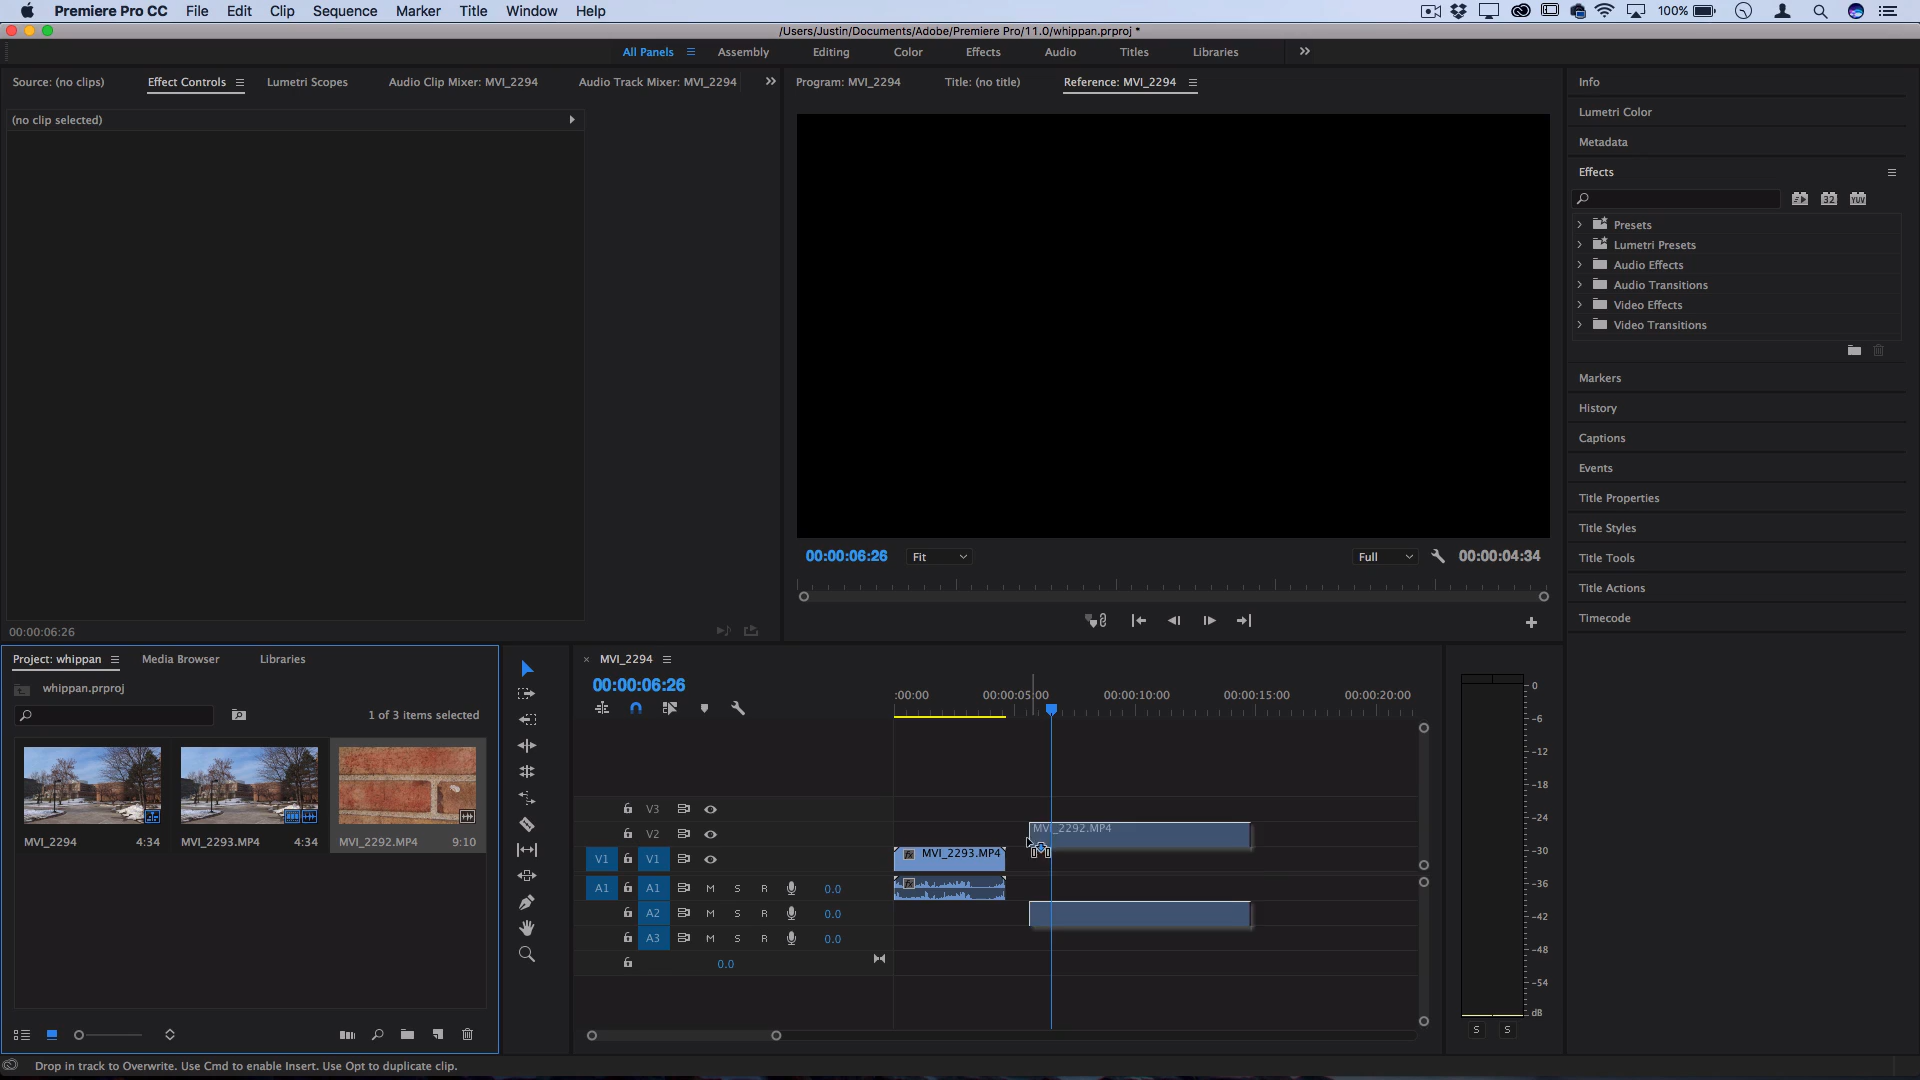 Premiere Pro CC File Edit Clip Sequence Marker Title Window Help 100%
/Users/Justin/Documents/Adobe/Premiere Pro/11.0/whippan.prproj *
All Panels Assembly Editing Color Effects Audio Titles Libraries
Source: (no clips) Effect Controls Lumetri Scopes Audio Clip Mixer: MVI_2294 Audio Track Mixer: MVI_2294
Program: MVI_2294 Title: (no title) Reference: MVI_2294
Info
Lumetri Color
Metadata
Effects
32 YUV
Presets
Lumetri Presets
Audio Effects
Audio Transitions
Video Effects
Video Transitions
Markers
History
Captions
Events
Title Properties
Title Styles
Title Tools
Title Actions
Timecode
(no clip selected)
00:00:06:26
00:00:06:26 Fit Full 00:00:04:34
Project: whippan Media Browser Libraries
whippan.prproj
1 of 3 items selected
MVI_2294 4:34 MVI_2293.MP4 4:34 MVI_2292.MP4 9:10
× MVI_2294
00:00:06:26
:00:00 00:00:05:00 00:00:10:00 00:00:15:00 00:00:20:00
V3
V2 MVI_2292.MP4
V1 V1 fx MVI_2293.MP4
A1 A1 M S R 0.0 fx
A2 M S R 0.0
A3 M S R 0.0
0.0
0
-6
-12
-18
-24
-30
-36
-42
-48
-54
dB
S S
Drop in track to Overwrite. Use Cmd to enable Insert. Use Opt to duplicate clip.